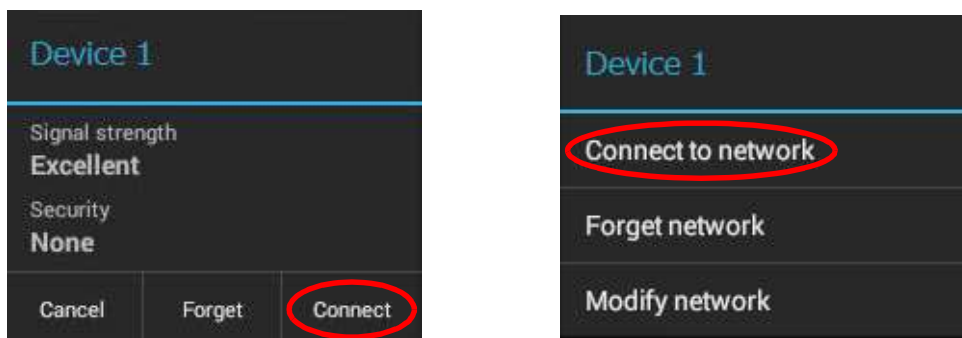 Device 1
Signal strength
Excellent
Security
None
Cancel Forget Connect
Device 1
Connect to network
Forget network
Modify network